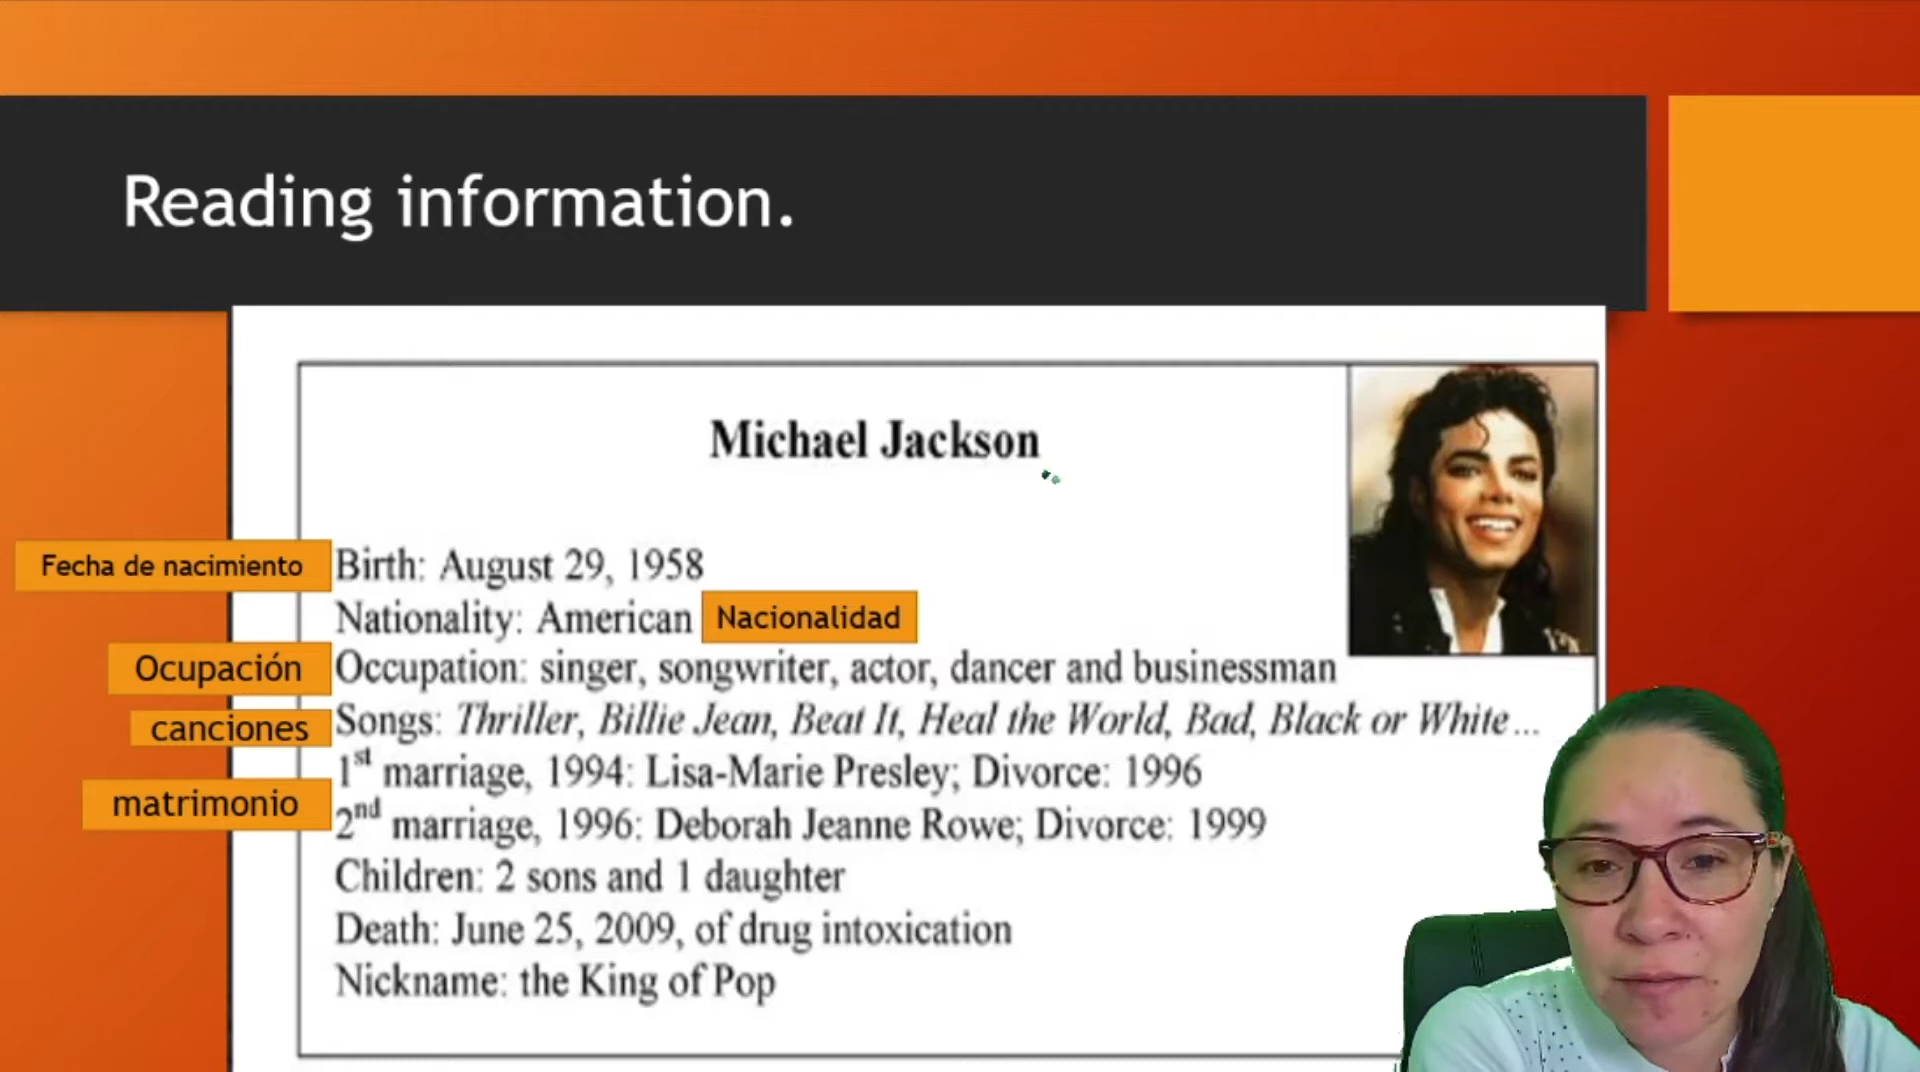 Reading information.
Michael Jackson
Fecha de nacimiento
Birth: August 29, 1958
Nationality: American
Nacionalidad
Ocupación
Occupation: singer, songwriter, actor, dancer and businessman
canciones
Songs: Thriller, Billie Jean, Beat It, Heal the World, Bad, Black or White...
1st marriage, 1994: Lisa-Marie Presley; Divorce: 1996
matrimonio
2nd marriage, 1996: Deborah Jeanne Rowe; Divorce: 1999
Children: 2 sons and 1 daughter
Death: June 25, 2009, of drug intoxication
Nickname: the King of Pop